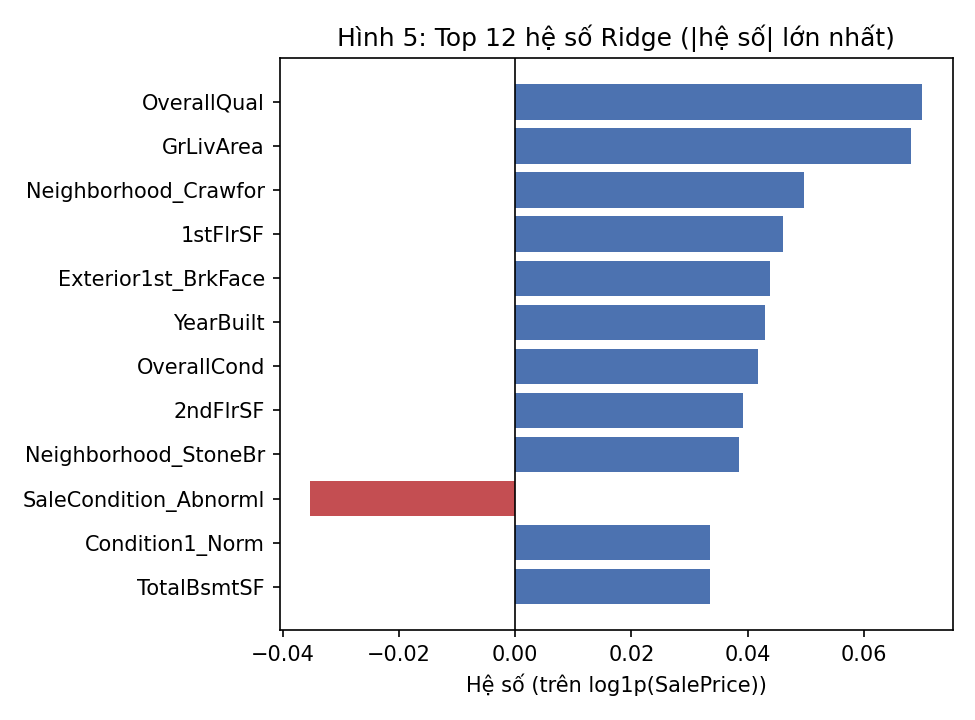 Hình 5: Top 12 hệ số Ridge (|hệ số| lớn nhất)
OverallQual
GrLivArea
Neighborhood_Crawfor
1stFlrSF
Exterior1st_BrkFace
YearBuilt
OverallCond
2ndFlrSF
Neighborhood_StoneBr
SaleCondition_Abnorml
Condition1_Norm
TotalBsmtSF
−0.04 −0.02 0.00 0.02 0.04 0.06
Hệ số (trên log1p(SalePrice))